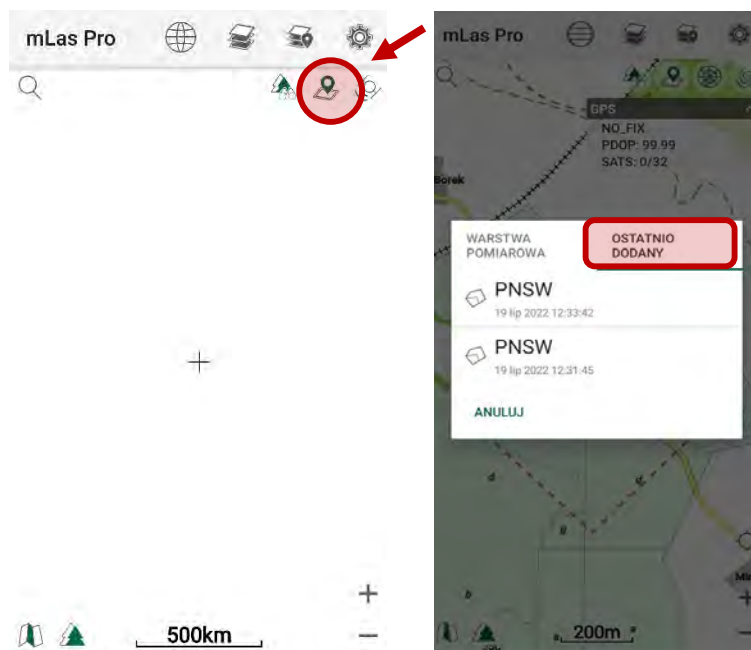 mLas Pro
500km
mLas Pro
GPS
NO_FIX
PDOP: 99.99
SATS: 0/32
Borek
WARSTWA
POMIAROWA
OSTATNIO
DODANY
PNSW
19 lip 2022 12:33:42
PNSW
19 lip 2022 12:31:45
ANULUJ
d
d
g
b
200m